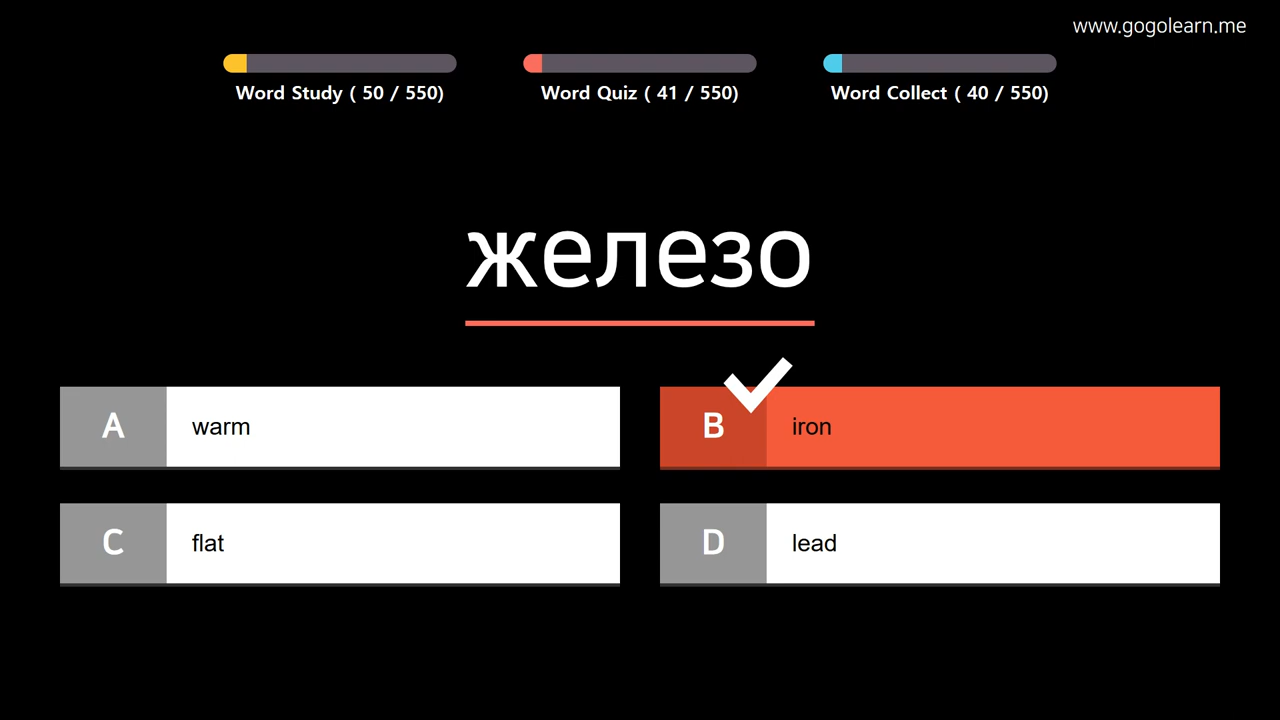 www.gogolearn.me
Word Study ( 50 / 550)
Word Quiz ( 41 / 550)
Word Collect ( 40 / 550)
железо
A warm
B iron
C flat
D lead